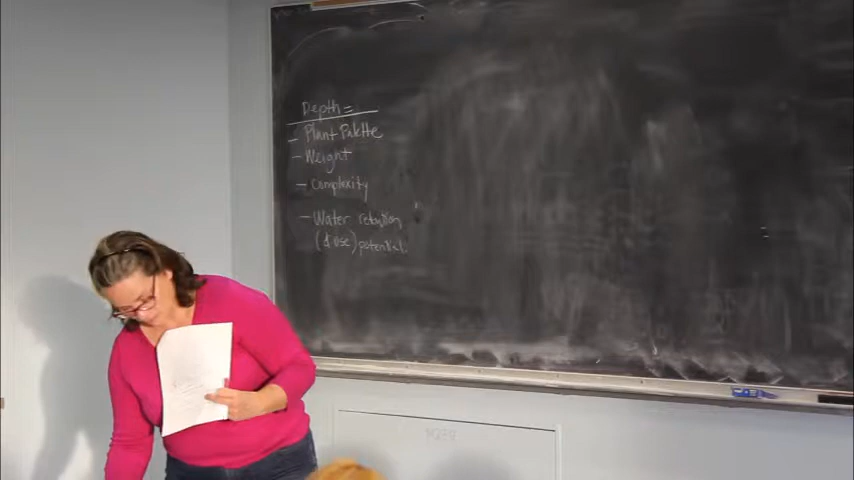 Depth =
- Plant Palette
- Weight
- Complexity
- Water retention
(& use) potential